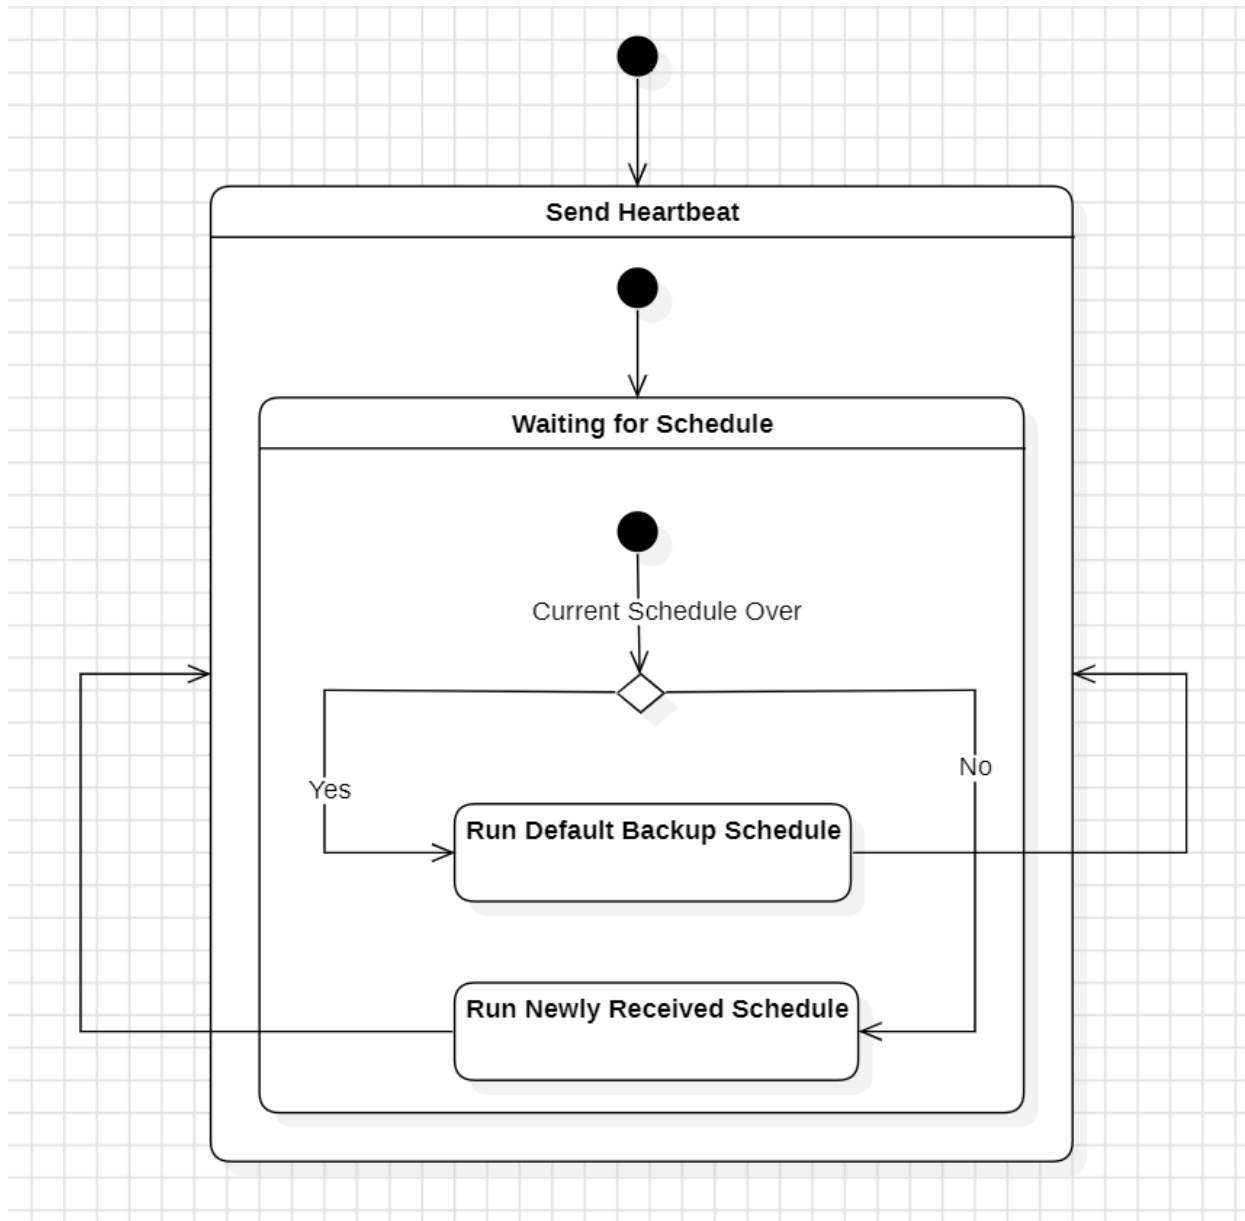 Send Heartbeat
Waiting for Schedule
Current Schedule Over
No
Yes
Run Default Backup Schedule
Run Newly Received Schedule